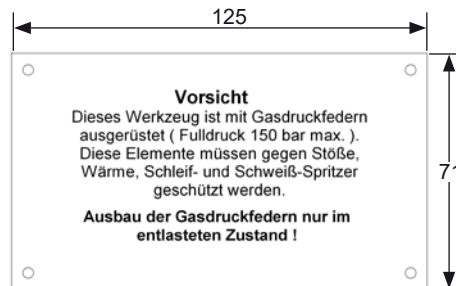 125
Vorsicht
Dieses Werkzeug ist mit Gasdruckfedern
ausgerüstet ( Fulldruck 150 bar max. ).
Diese Elemente müssen gegen Stöße,
Wärme, Schleif- und Schweiß-Spritzer
geschützt werden.
Ausbau der Gasdruckfedern nur im
entlasteten Zustand !
71